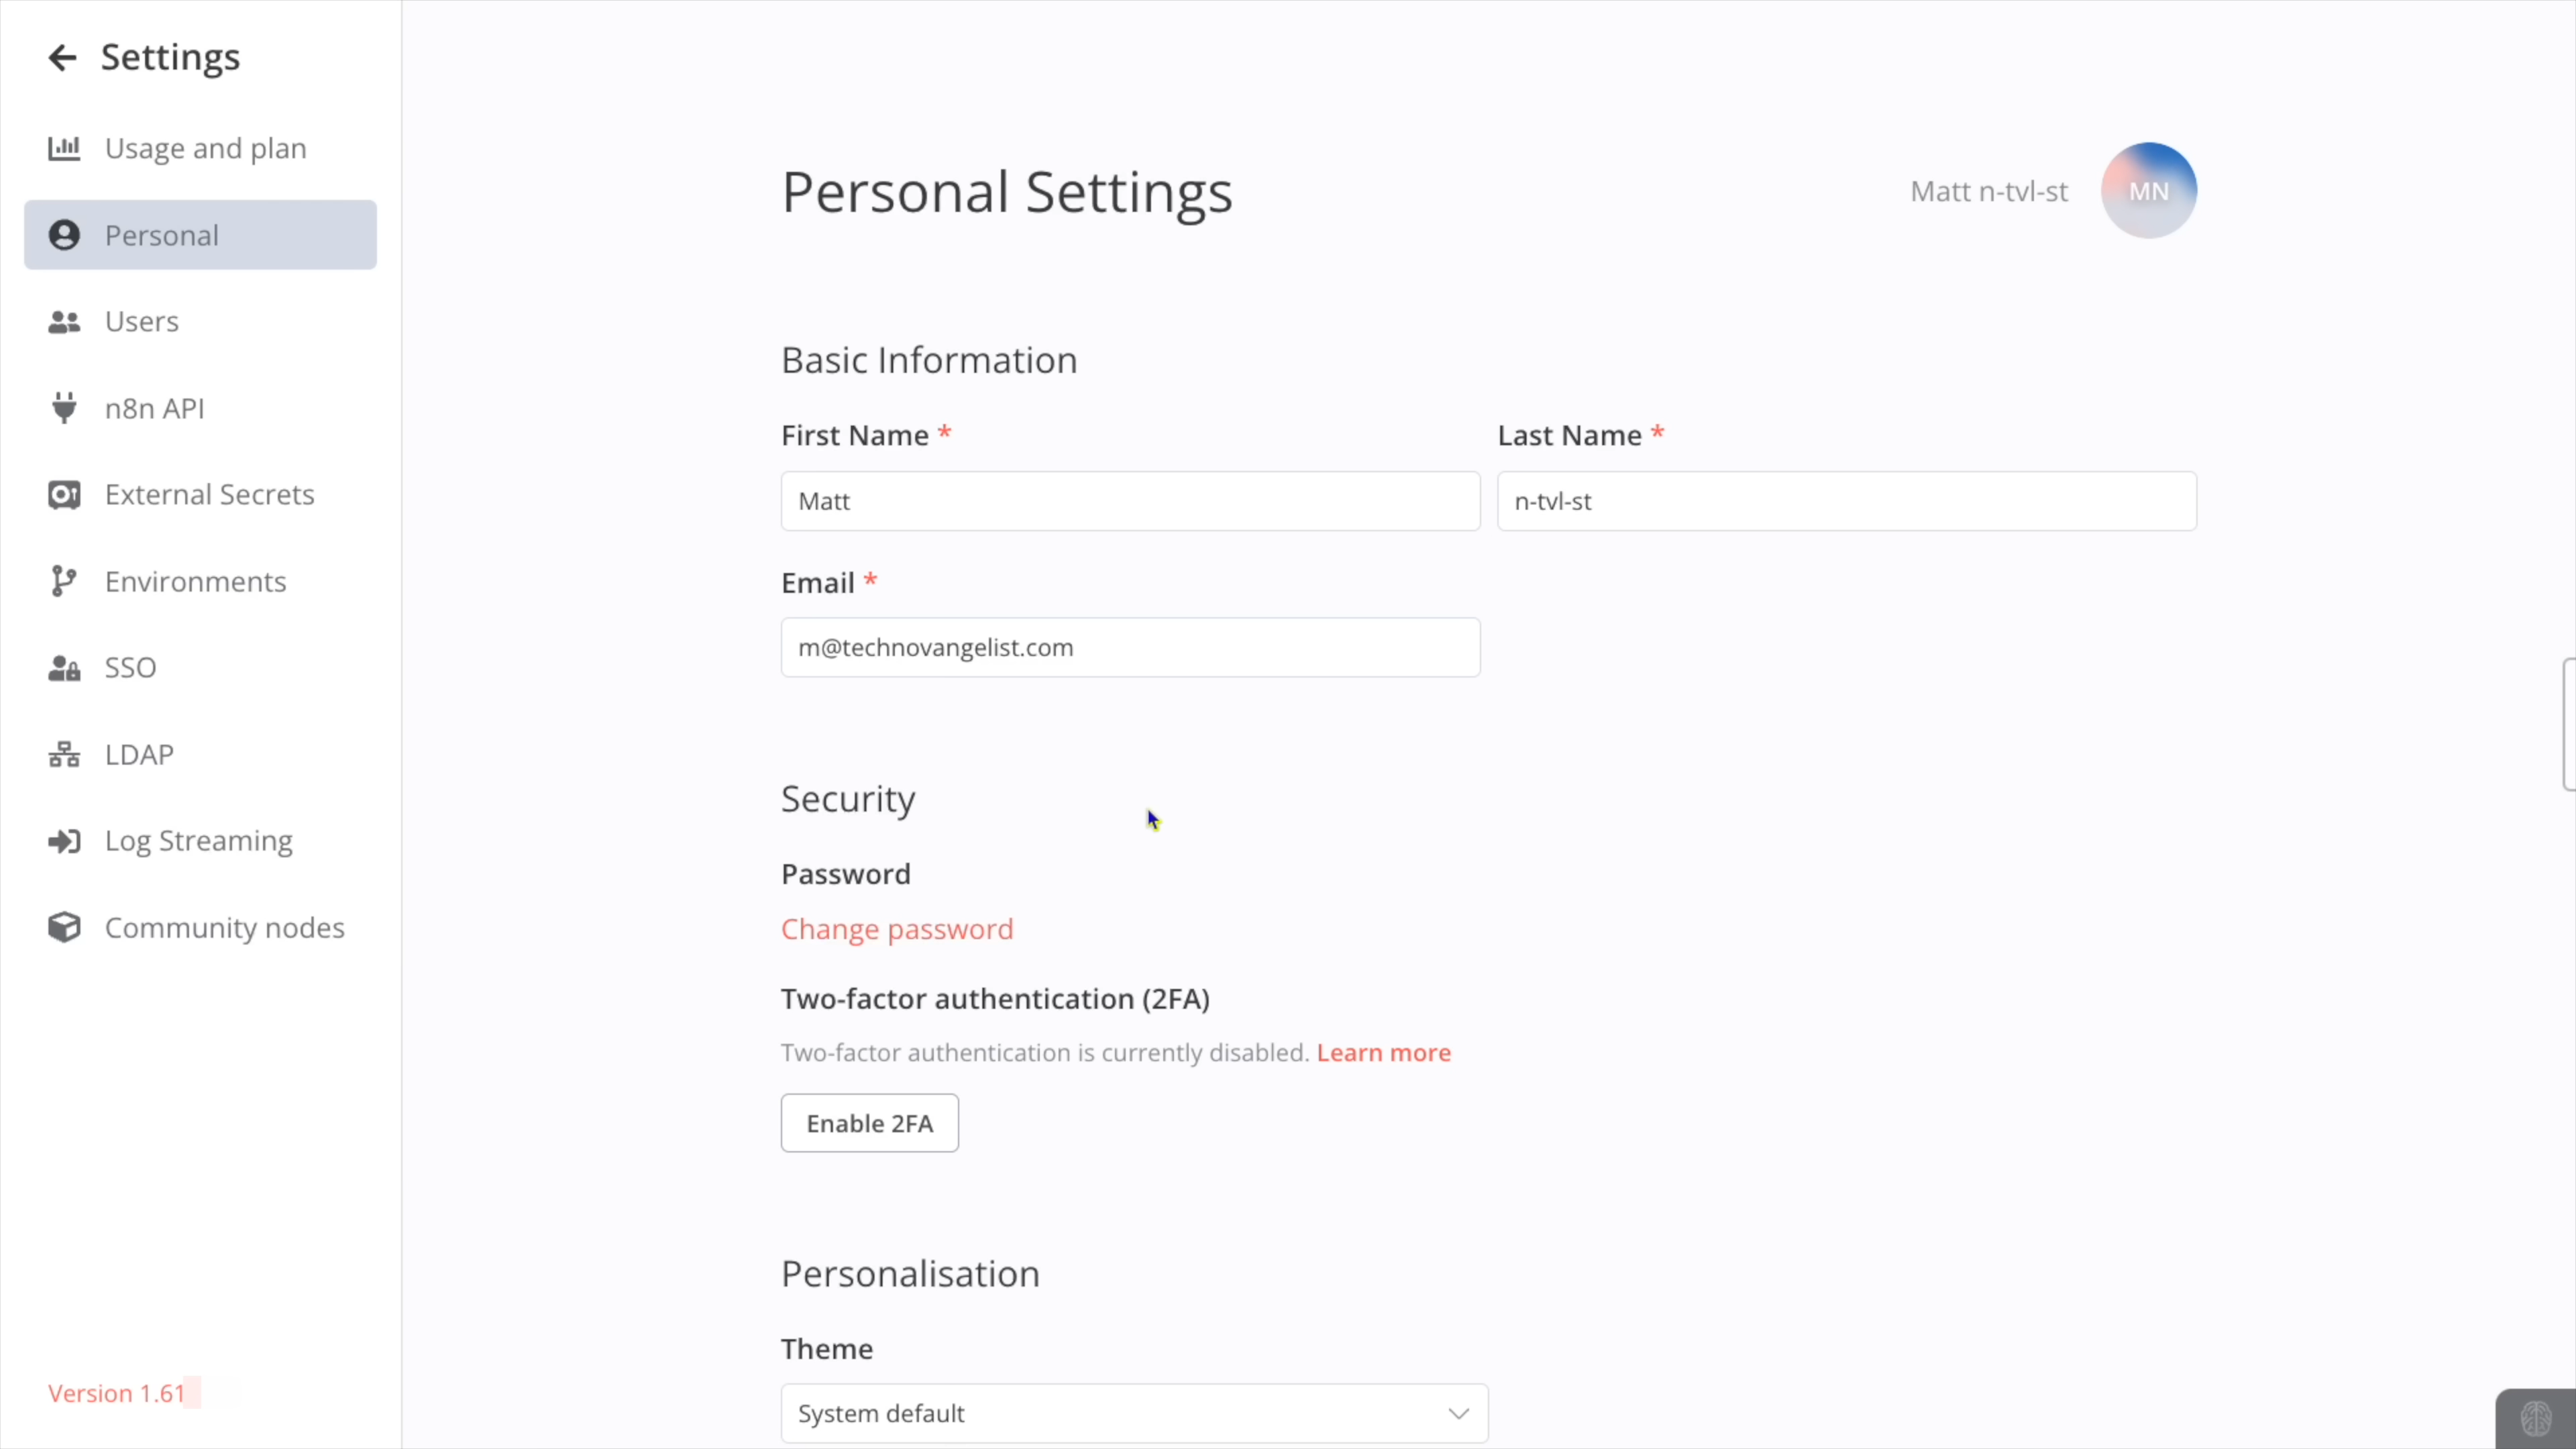 Settings
Usage and plan
Personal
Users
n8n API
External Secrets
Environments
SSO
LDAP
Log Streaming
Community nodes
Version 1.61
Personal Settings
Matt n-tvl-st
MN
Basic Information
First Name *
Last Name *
Matt
n-tvl-st
Email *
m@technovangelist.com
Security
Password
Change password
Two-factor authentication (2FA)
Two-factor authentication is currently disabled. Learn more
Enable 2FA
Personalisation
Theme
System default